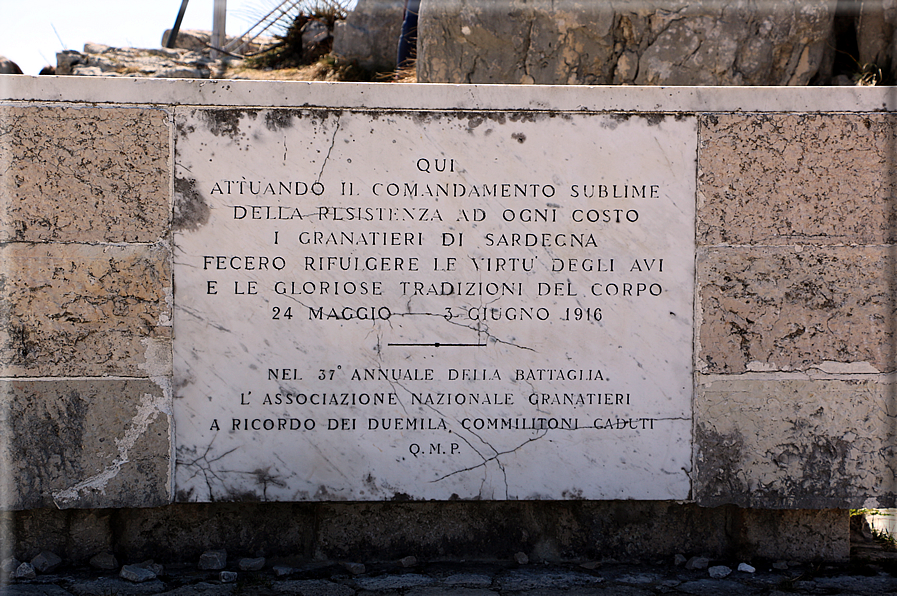 QUI
ATTUANDO IL COMANDAMENTO SUBLIME
DELLA RESISTENZA AD OGNI COSTO
I GRANATIERI DI SARDEGNA
FECERO RIFULGERE LE VIRTU' DEGLI AVI
E LE GLORIOSE TRADIZIONI DEL CORPO
24 MAGGIO — 3 GIUGNO 1916
NEL 37° ANNUALE DELLA BATTAGLIA
L'ASSOCIAZIONE NAZIONALE GRANATIERI
A RICORDO DEI DUEMILA COMMILITONI CADUTI
Q.M.P.